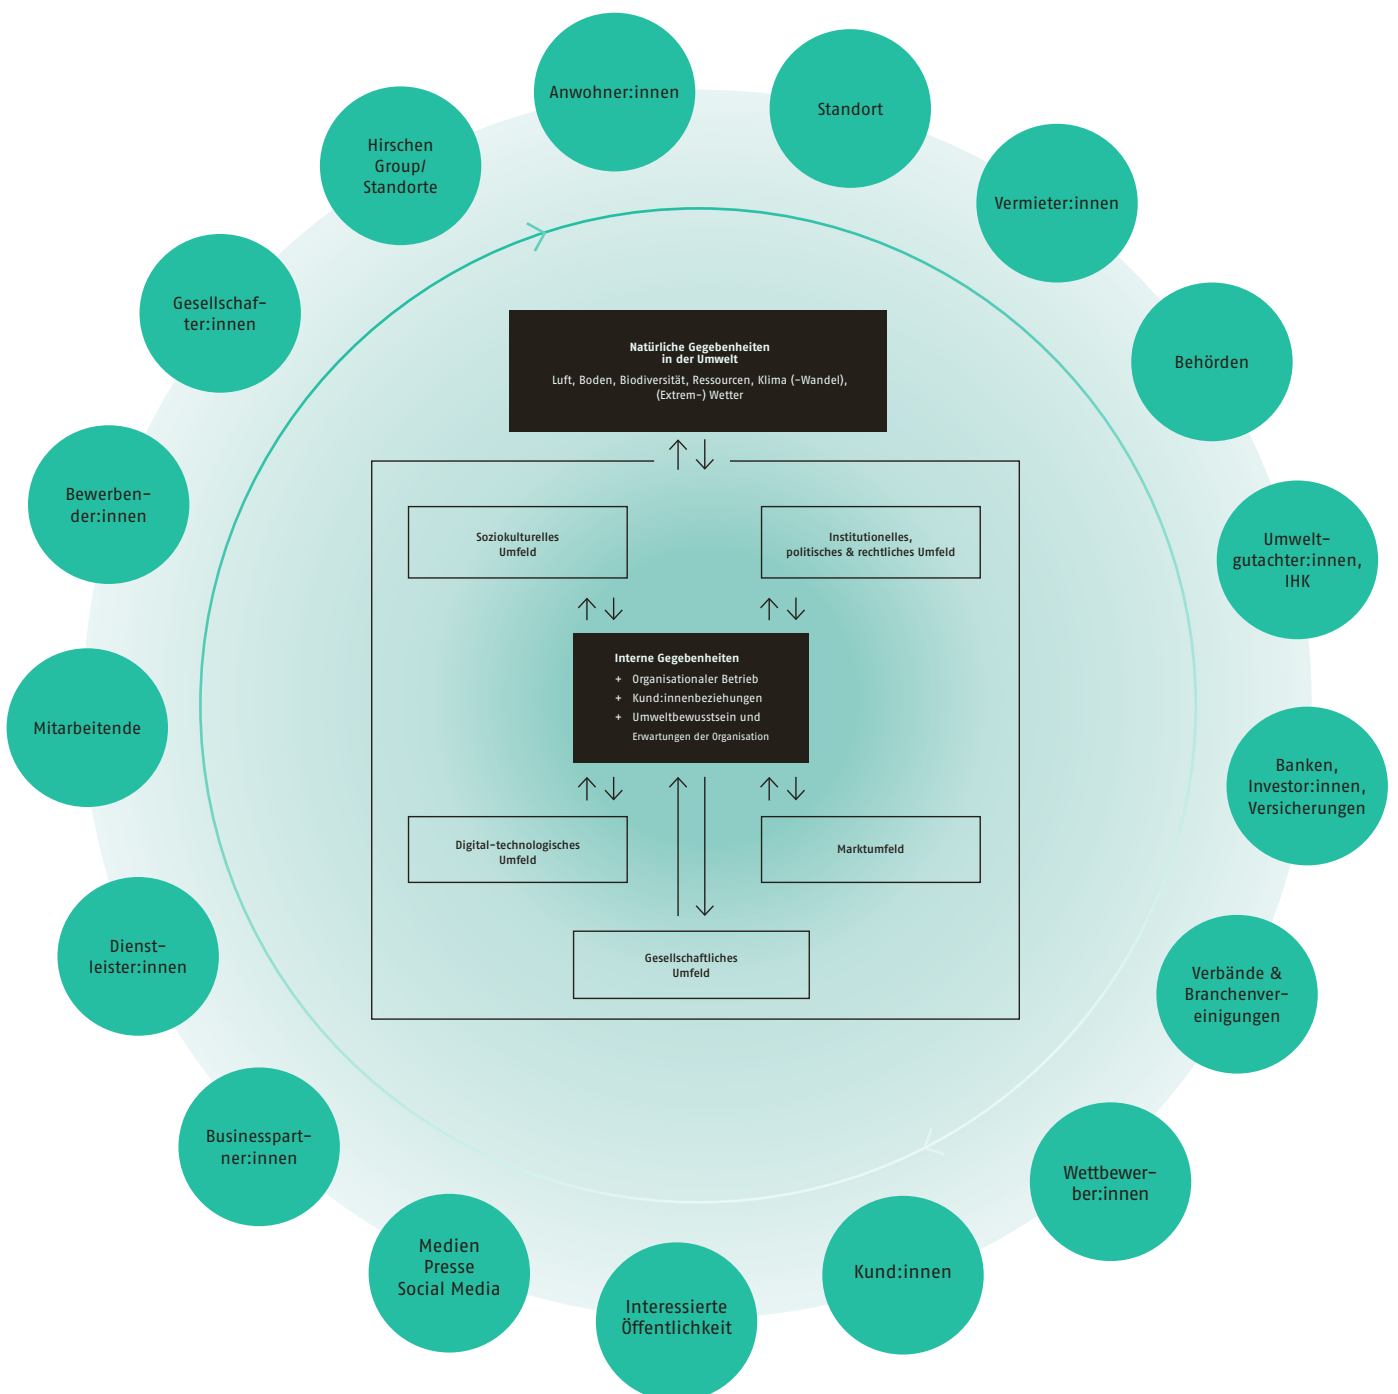 Anwohner:innen
Standort
Vermieter:innen
Behörden
Umwelt-
gutachter:innen,
IHK
Banken,
Investor:innen,
Versicherungen
Verbände &
Branchenver-
einigungen
Wettbewer-
ber:innen
Kund:innen
Interessierte
Öffentlichkeit
Medien
Presse
Social Media
Businesspart-
ner:innen
Dienst-
leister:innen
Mitarbeitende
Bewerben-
der:innen
Gesellschaf-
ter:innen
Hirschen
Group/
Standorte
Natürliche Gegebenheiten
in der Umwelt
Luft, Boden, Biodiversität, Ressourcen, Klima (-Wandel),
(Extrem-) Wetter
Soziokulturelles
Umfeld
Institutionelles,
politisches & rechtliches Umfeld
Interne Gegebenheiten
+ Organisationaler Betrieb
+ Kund:innenbeziehungen
+ Umweltbewusstsein und
Erwartungen der Organisation
Digital-technologisches
Umfeld
Marktumfeld
Gesellschaftliches
Umfeld